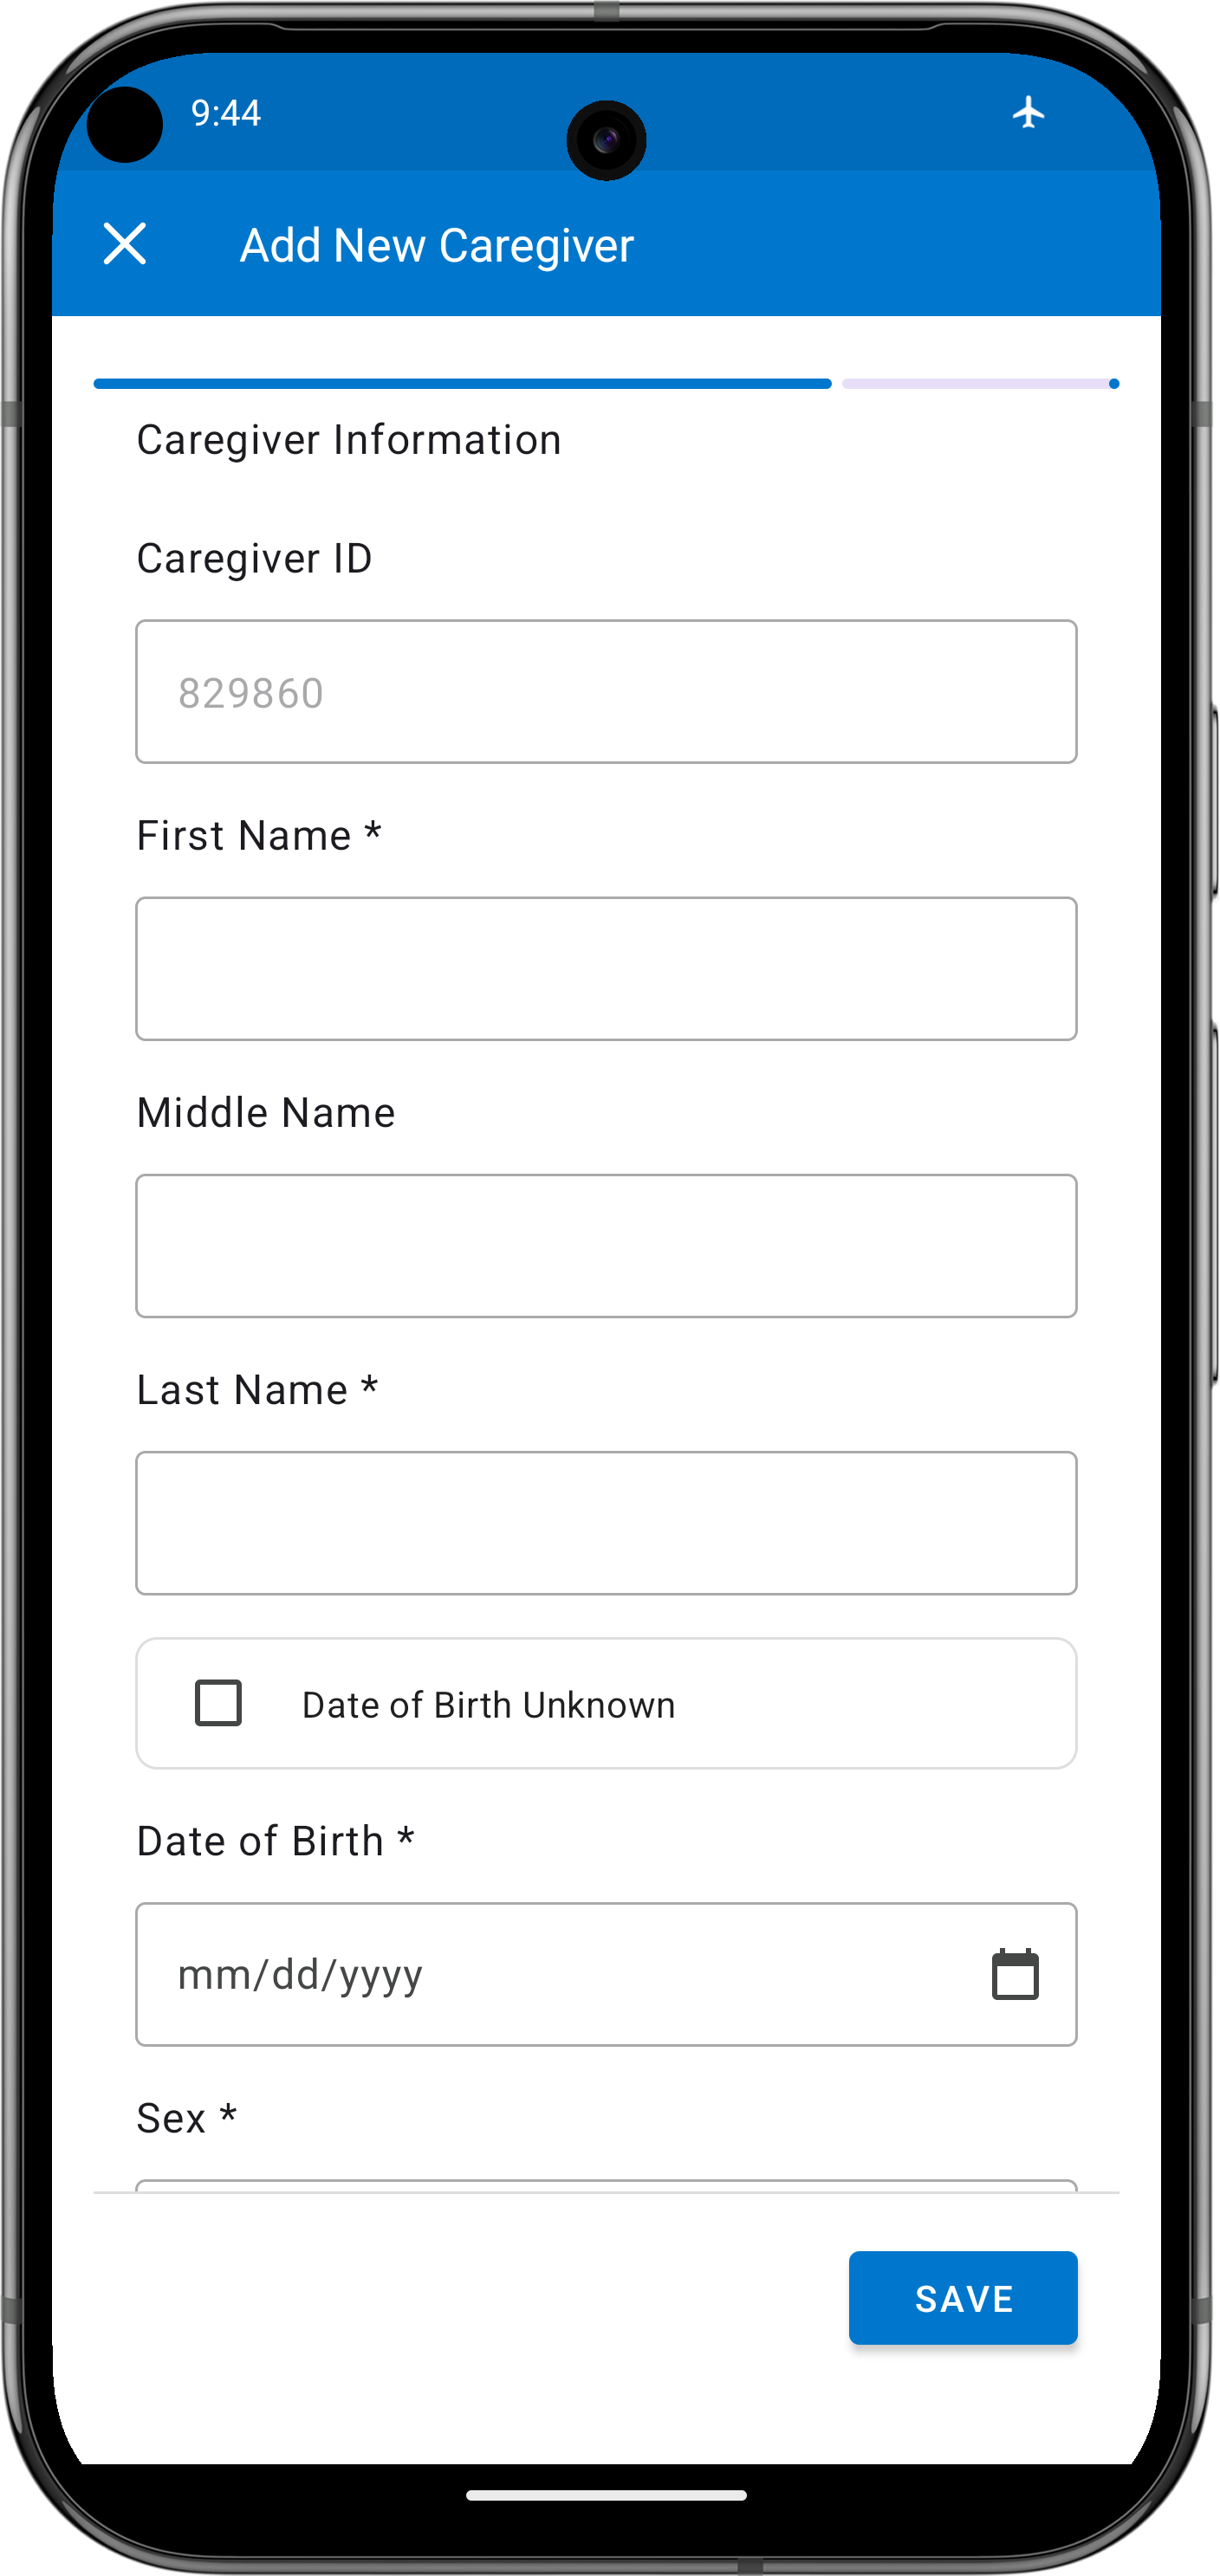 9:44
Add New Caregiver
Caregiver Information
Caregiver ID
829860
First Name *
Middle Name
Last Name *
Date of Birth Unknown
Date of Birth *
mm/dd/yyyy
Sex *
SAVE